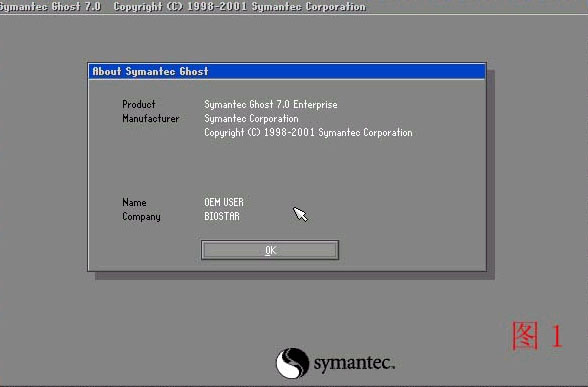 Symantec Ghost 7.0 Copyright (C) 1998-2001 Symantec Corporation
About Symantec Ghost
Product Symantec Ghost 7.0 Enterprise
Manufacturer Symantec Corporation
Copyright (C) 1998-2001 Symantec Corporation
Name OEM USER
Company BIOSTAR
OK
图 1
symantec.